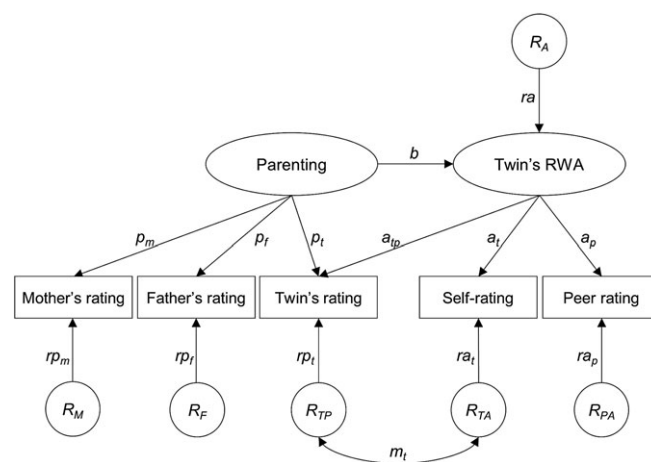 R_A
ra
Parenting
b
Twin's RWA
p_m
p_f
p_t
a_tp
a_t
a_p
Mother's rating
Father's rating
Twin's rating
Self-rating
Peer rating
rp_m
rp_f
rp_t
ra_t
ra_p
R_M
R_F
R_TP
R_TA
R_PA
m_t